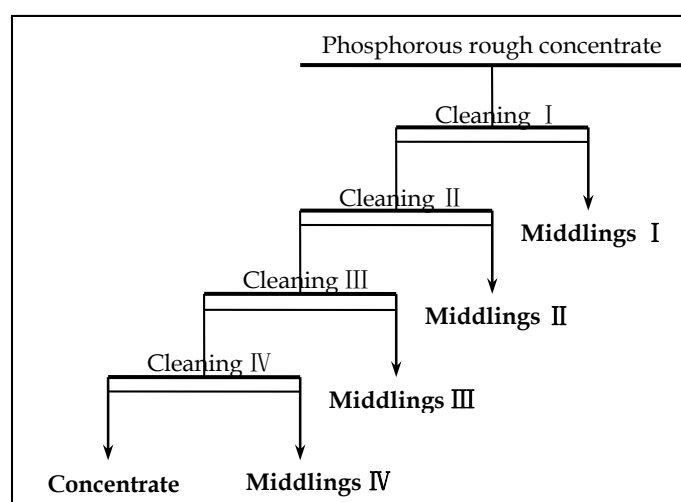 Phosphorous rough concentrate
Cleaning Ⅰ
Cleaning Ⅱ
Middlings Ⅰ
Cleaning Ⅲ
Middlings Ⅱ
Cleaning Ⅳ
Middlings Ⅲ
Concentrate
Middlings Ⅳ